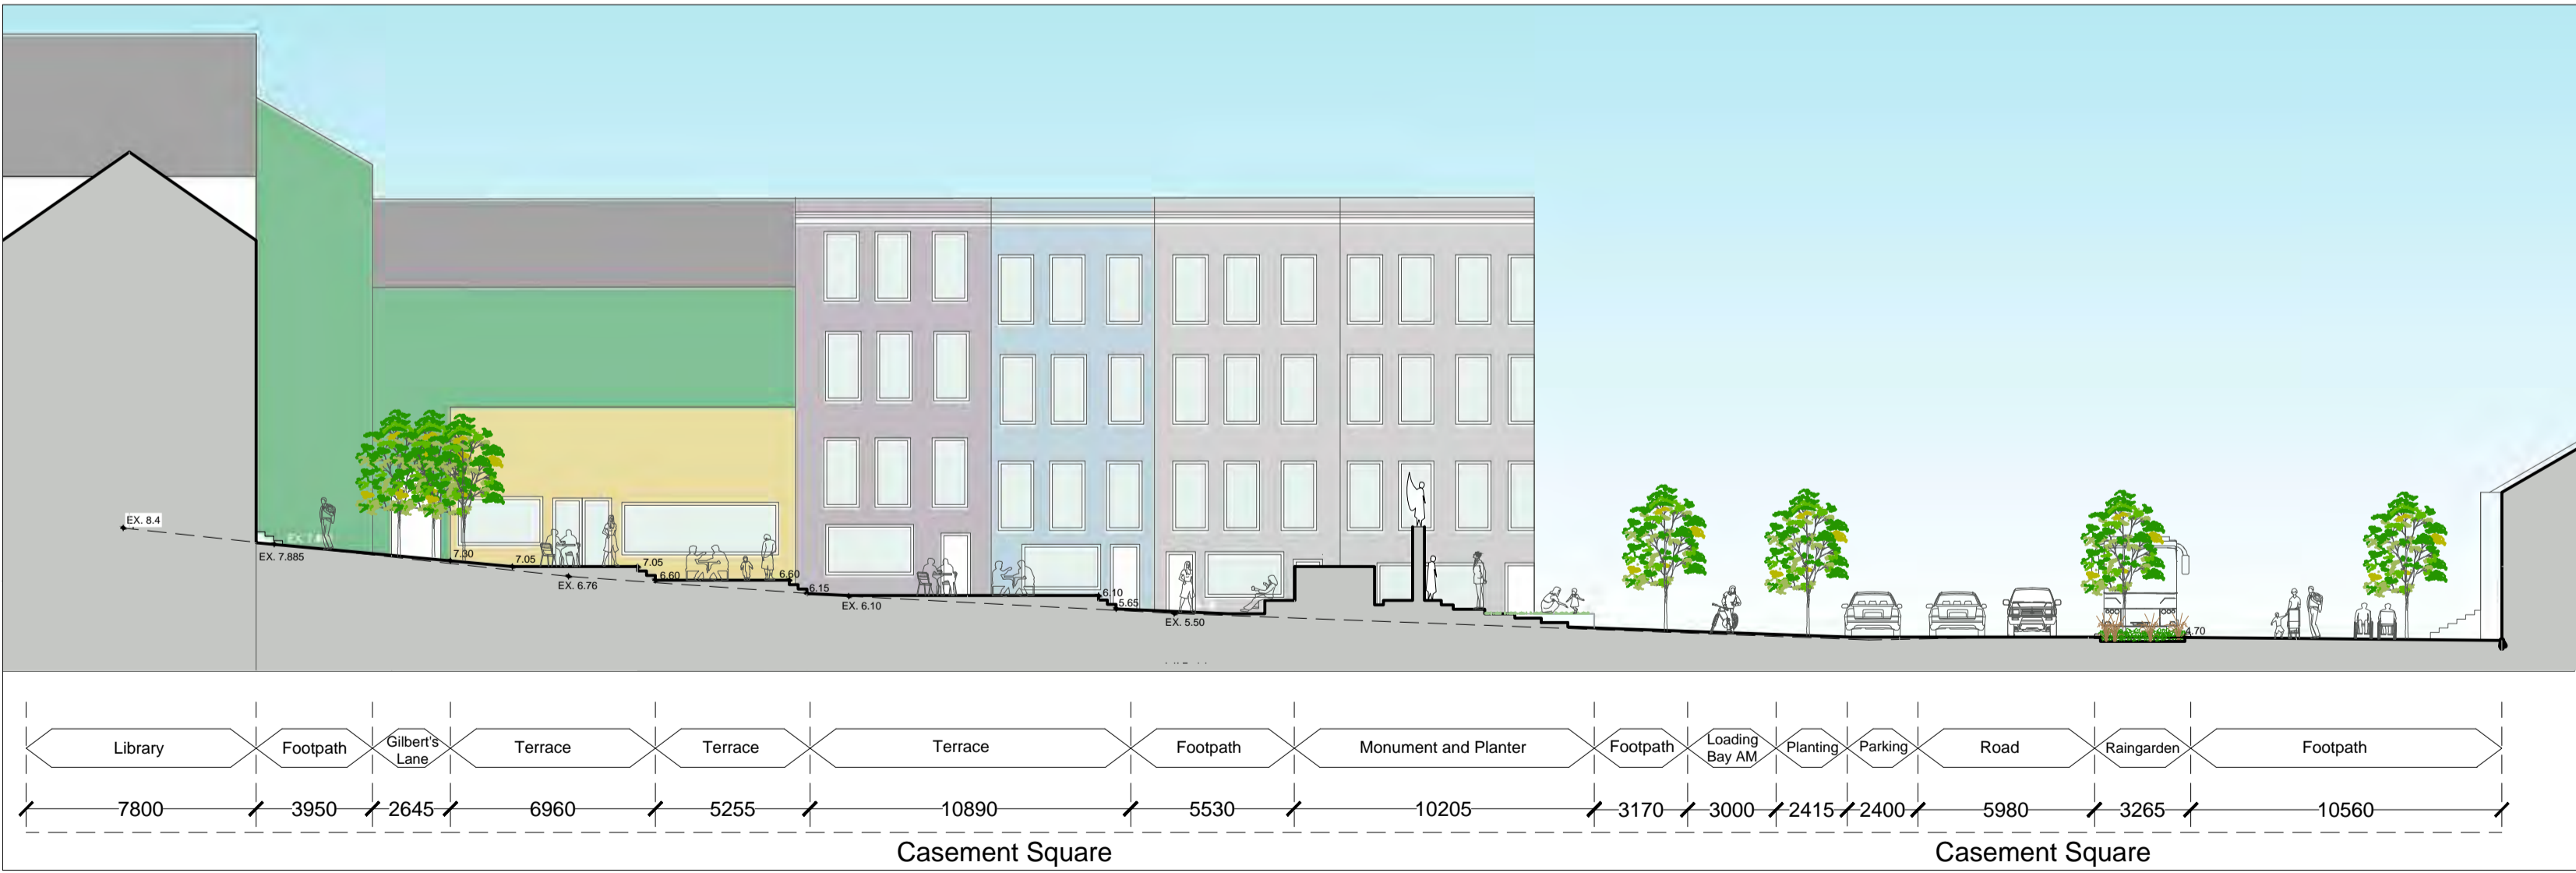 EX. 8.4
EX. 7.885
7.30
7.05
EX. 6.76
7.05
6.60
6.60
6.15
EX. 6.10
6.10
5.65
EX. 5.50
4.70
Library
Footpath
Gilbert's
Lane
Terrace
Terrace
Terrace
Footpath
Monument and Planter
Footpath
Loading
Bay AM
Planting
Parking
Road
Raingarden
Footpath
7800
3950
2645
6960
5255
10890
5530
10205
3170
3000
2415
2400
5980
3265
10560
Casement Square
Casement Square